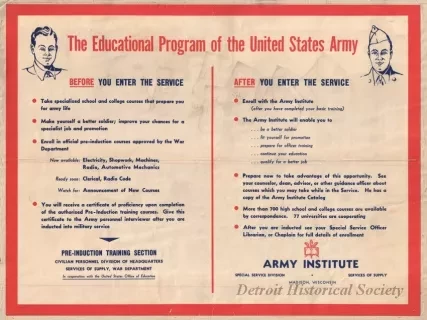 The Educational Program of the United States Army
BEFORE YOU ENTER THE SERVICE
Take specialized school and college courses that prepare you
for army life
Make yourself a better soldier; improve your chances for a
specialist job and promotion
Enroll in official pre-induction courses approved by the War
Department
Now available: Electricity, Shopwork, Machines,
Radio, Automotive Mechanics
Ready soon: Clerical, Radio Code
Watch for: Announcement of New Courses
You will receive a certificate of proficiency upon completion
of the authorized Pre-Induction training courses. Give this
certificate to the Army personnel interviewer after you are
inducted into military service
PRE-INDUCTION TRAINING SECTION
CIVILIAN PERSONNEL DIVISION OF HEADQUARTERS
SERVICES OF SUPPLY, WAR DEPARTMENT
In cooperation with the United States Office of Education
AFTER YOU ENTER THE SERVICE
Enroll with the Army Institute
(after you have completed your basic training)
The Army Institute will enable you to
be a better soldier
fit yourself for promotion
prepare for officer training
continue your education
qualify for a better job
Prepare now to take advantage of this opportunity. See
your counselor, dean, advisor, or other guidance officer about
courses which you may take while in the Service. He has a
copy of the Army Institute Catalog
More than 700 high school and college courses are available
by correspondence. 77 universities are cooperating
After you are inducted see your Special Service Officer
Librarian, or Chaplain for full details of enrollment
ARMY INSTITUTE
SPECIAL SERVICE DIVISION SERVICES OF SUPPLY
MADISON, WISCONSIN
Detroit Historical Society